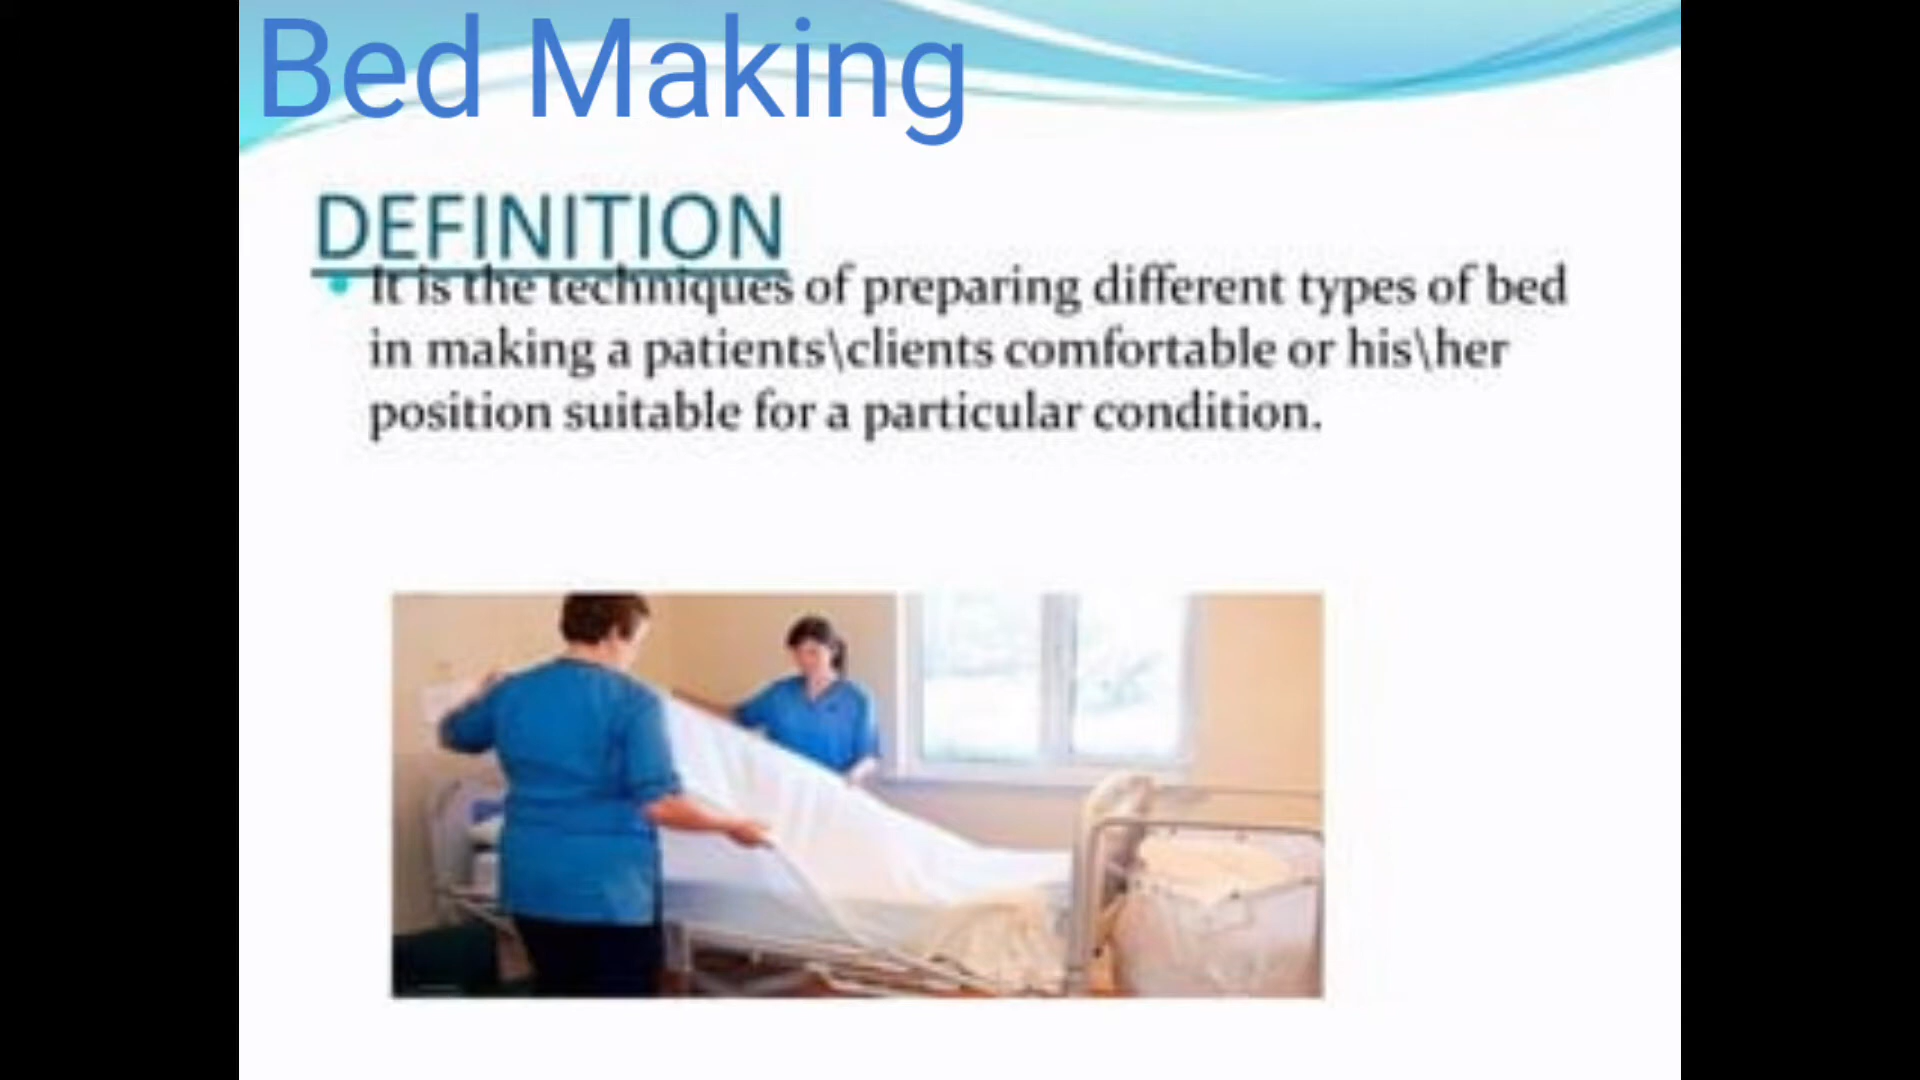 Bed Making
DEFINITION
• It is the techniques of preparing different types of bed
in making a patients\clients comfortable or his\her
position suitable for a particular condition.